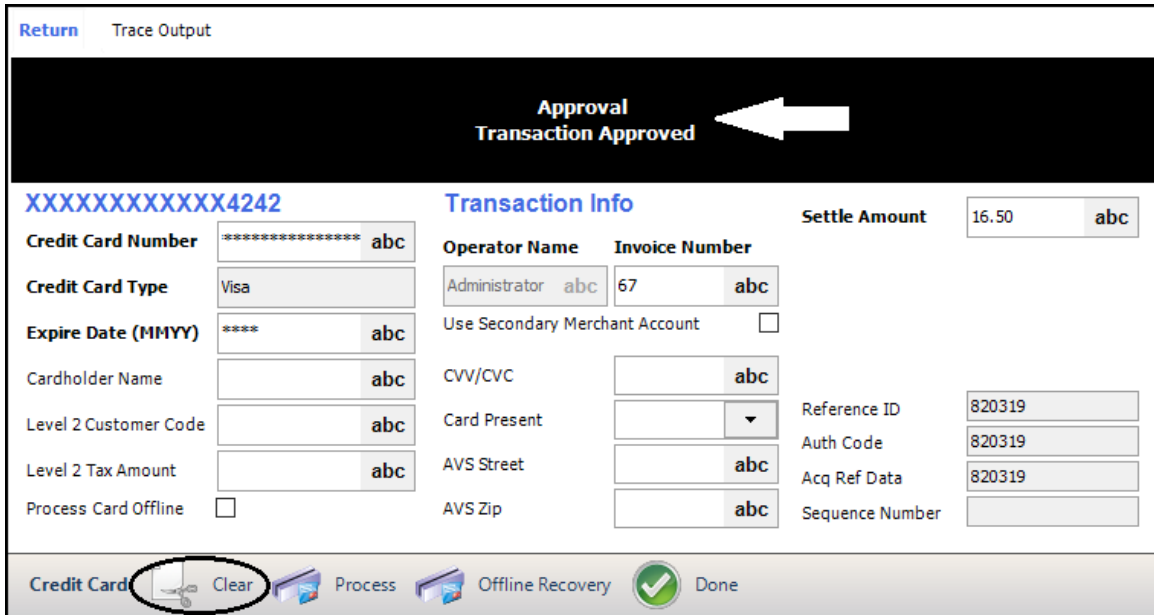 Return Trace Output
Approval
Transaction Approved
XXXXXXXXXXXX4242
Credit Card Number *************** abc
Credit Card Type Visa
Expire Date (MMYY) **** abc
Cardholder Name abc
Level 2 Customer Code abc
Level 2 Tax Amount abc
Process Card Offline
Transaction Info
Operator Name Invoice Number
Administrator abc 67 abc
Use Secondary Merchant Account
CVV/CVC abc
Card Present
AVS Street abc
AVS Zip abc
Settle Amount 16.50 abc
Reference ID 820319
Auth Code 820319
Acq Ref Data 820319
Sequence Number
Credit Card Clear Process Offline Recovery Done